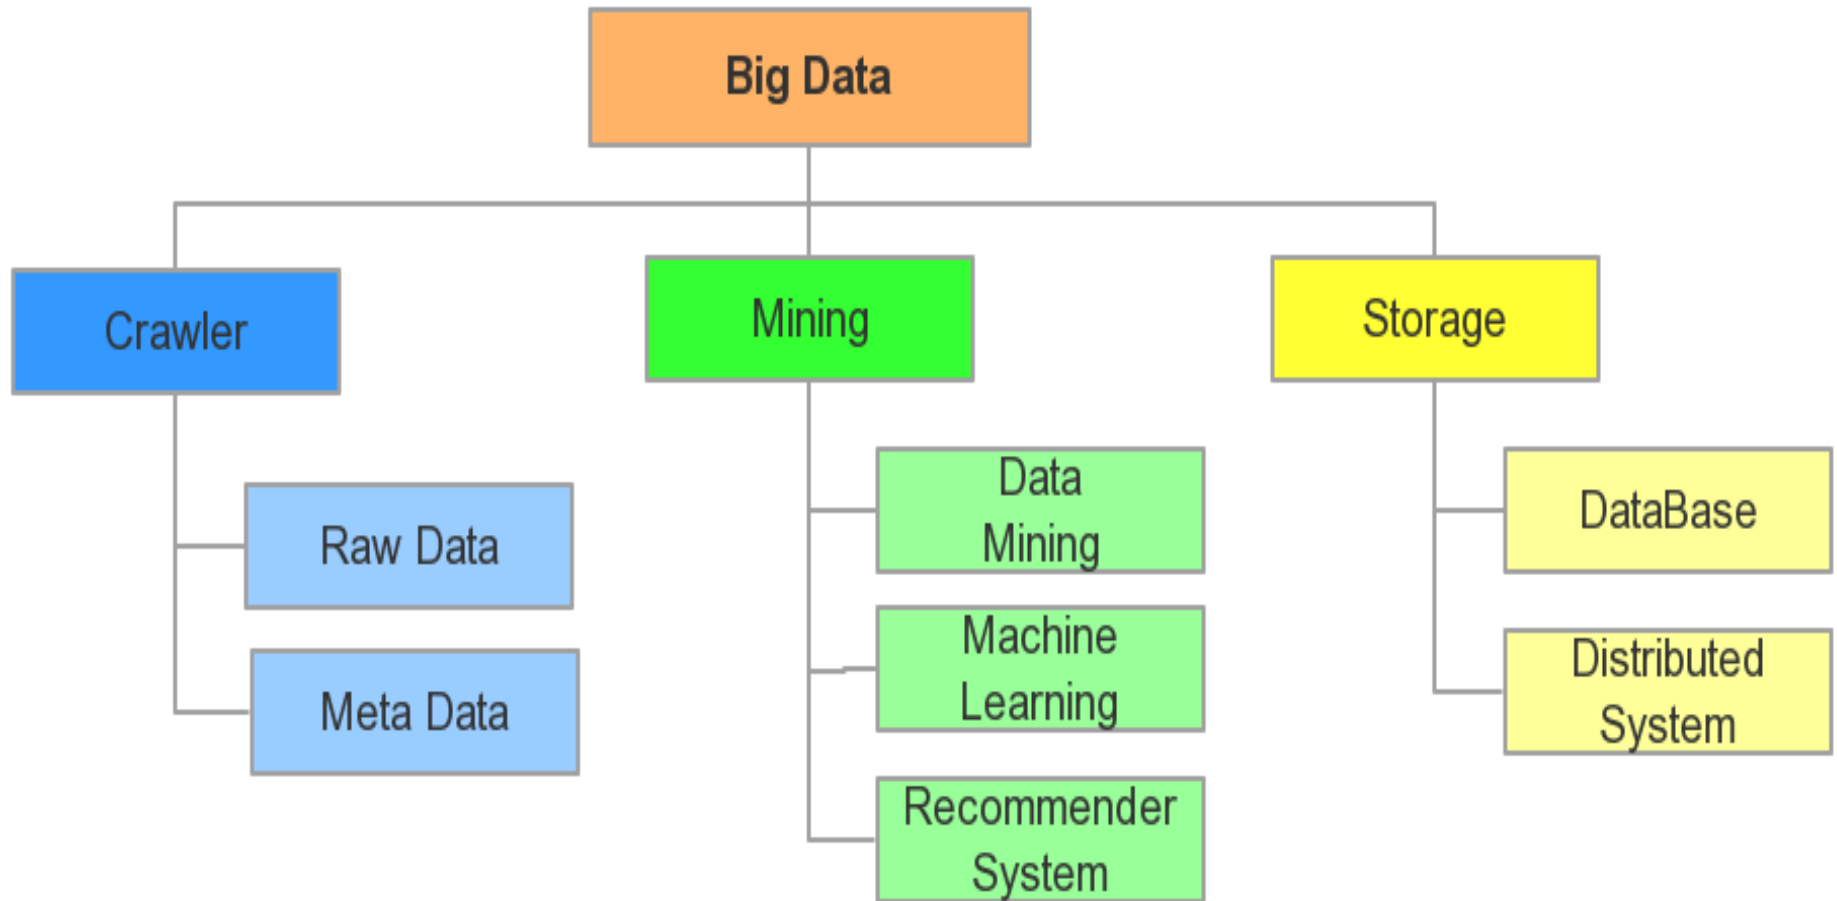 Big Data
Crawler
Raw Data
Meta Data
Mining
Data
Mining
Machine
Learning
Recommender
System
Storage
DataBase
Distributed
System